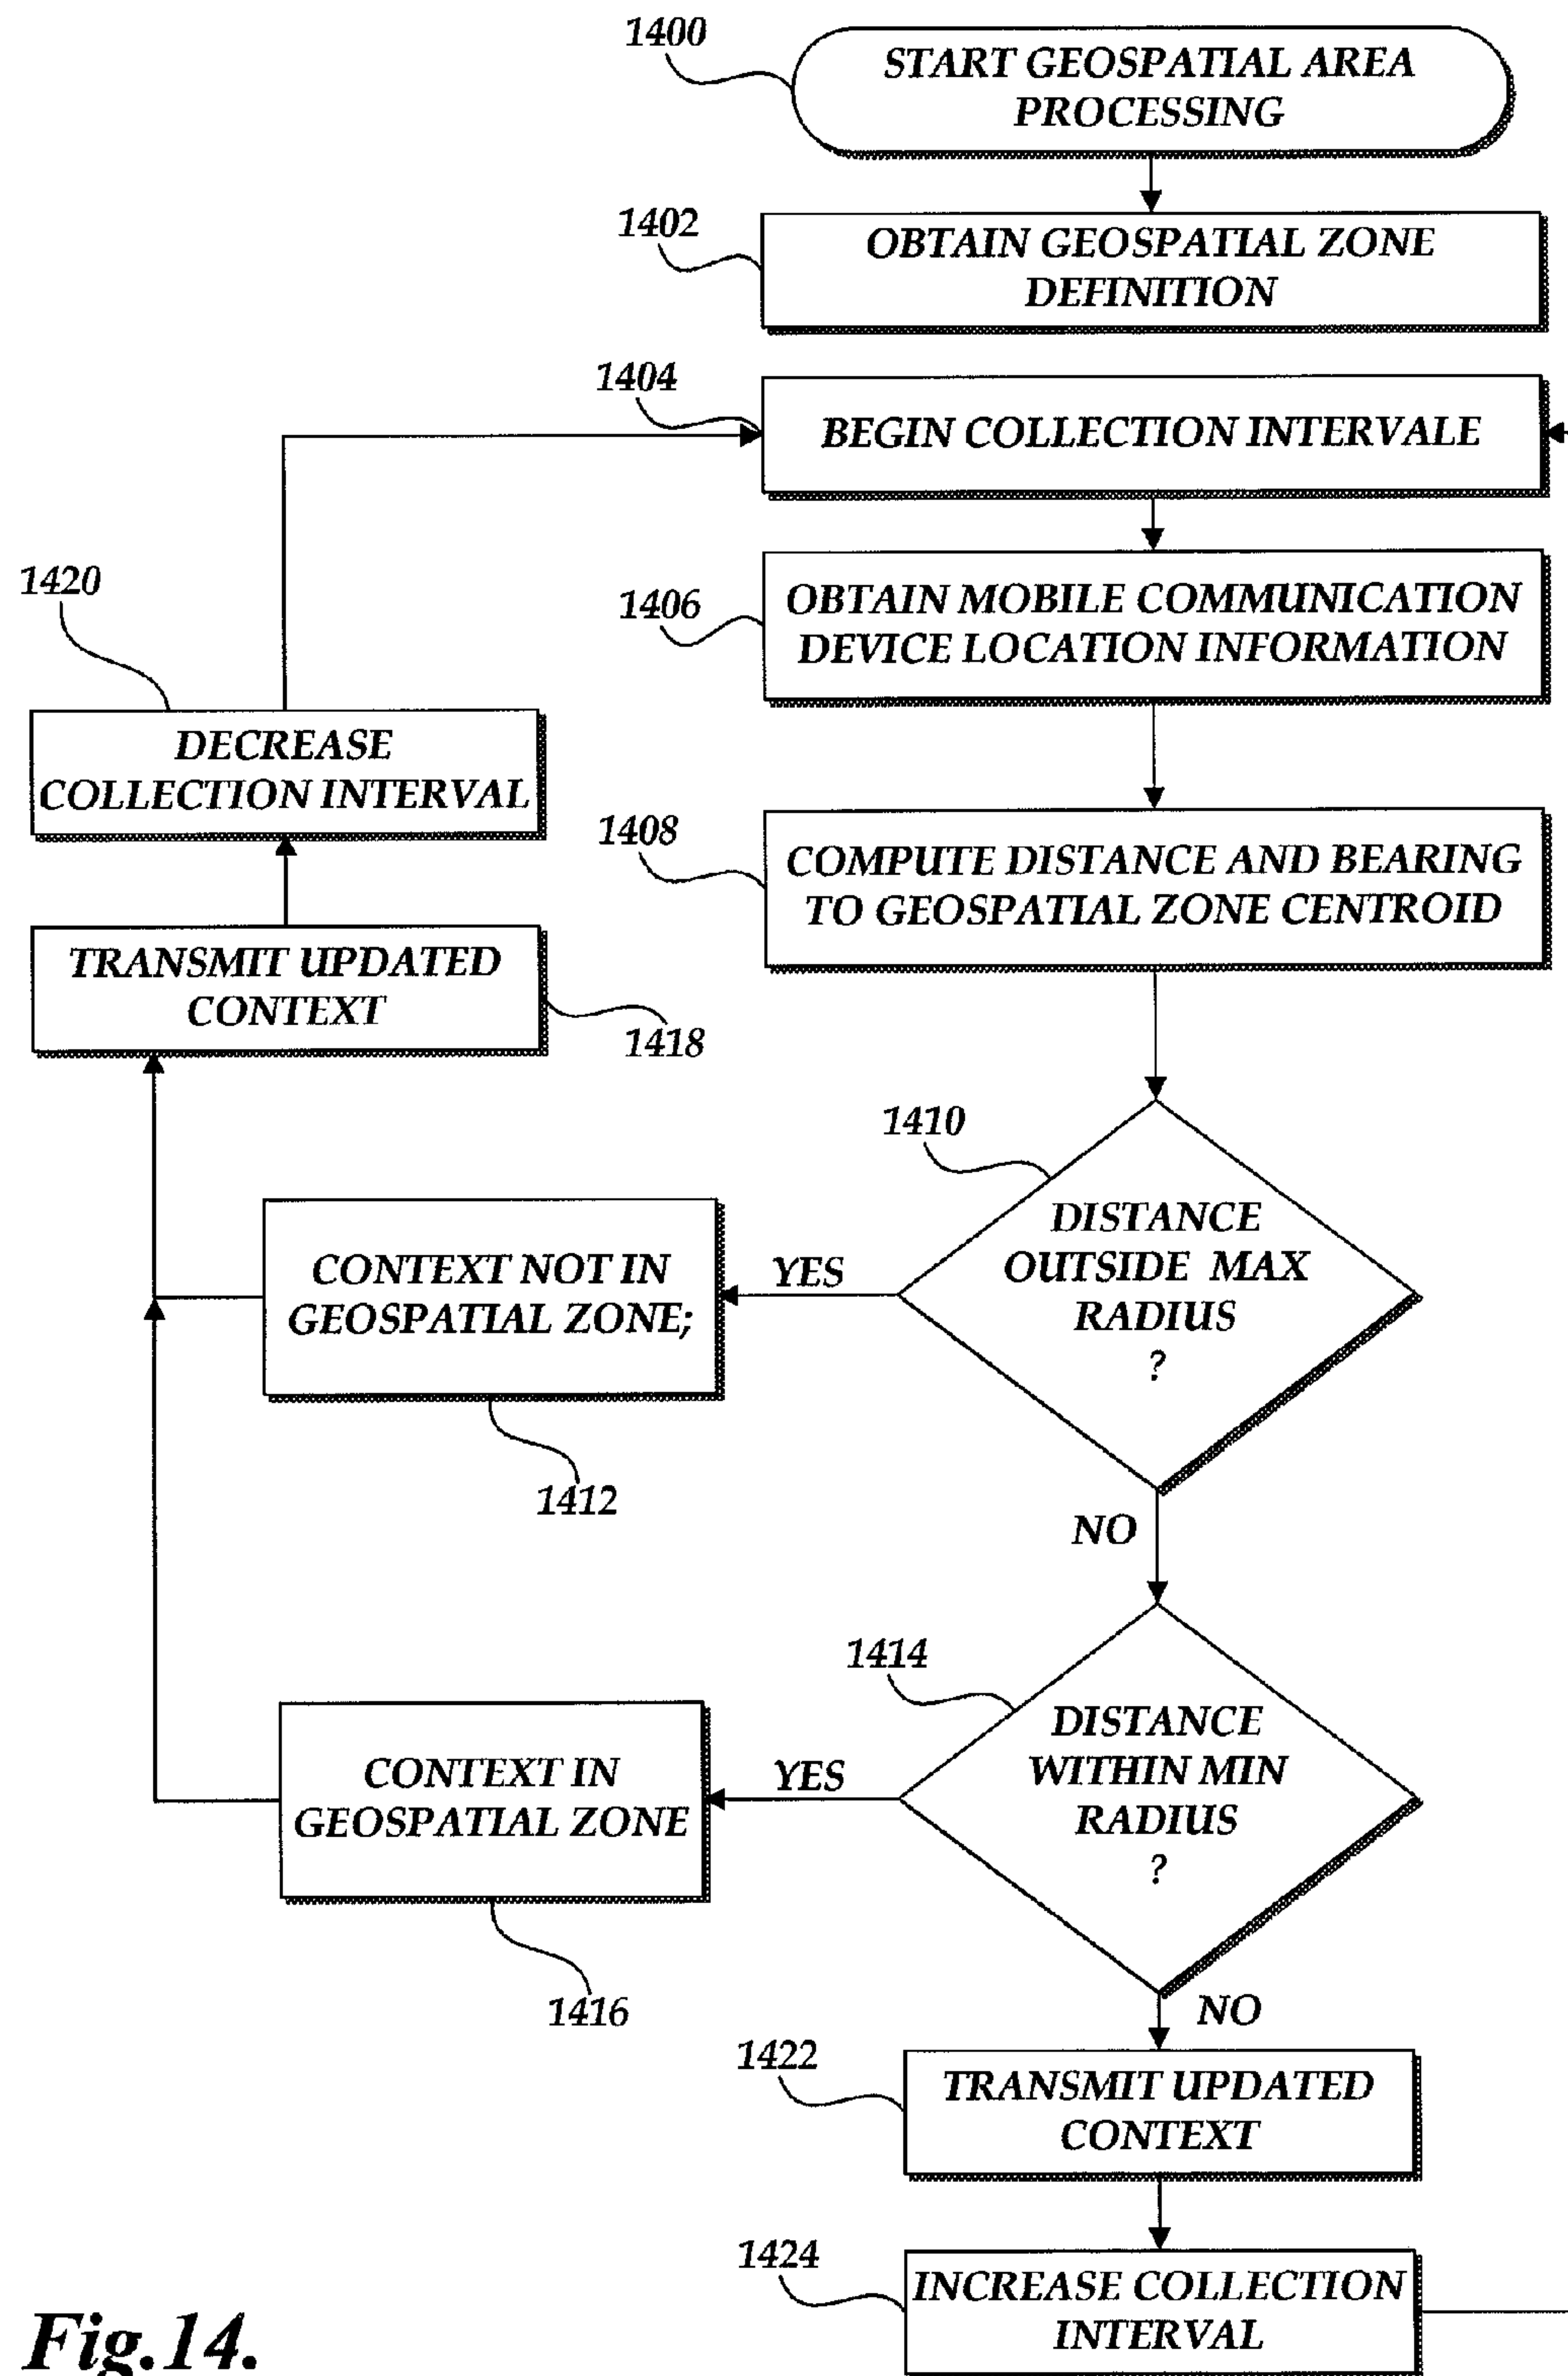 1400
START GEOSPATIAL AREA
PROCESSING
1402
OBTAIN GEOSPATIAL ZONE
DEFINITION
1404
BEGIN COLLECTION INTERVALE
1406
OBTAIN MOBILE COMMUNICATION
DEVICE LOCATION INFORMATION
1420
DECREASE
COLLECTION INTERVAL
1408
COMPUTE DISTANCE AND BEARING
TO GEOSPATIAL ZONE CENTROID
TRANSMIT UPDATED
CONTEXT
1418
1410
DISTANCE
OUTSIDE MAX
RADIUS
?
YES
CONTEXT NOT IN
GEOSPATIAL ZONE;
1412
NO
1414
DISTANCE
WITHIN MIN
RADIUS
?
YES
CONTEXT IN
GEOSPATIAL ZONE
1416
NO
1422
TRANSMIT UPDATED
CONTEXT
1424
INCREASE COLLECTION
INTERVAL
Fig.14.